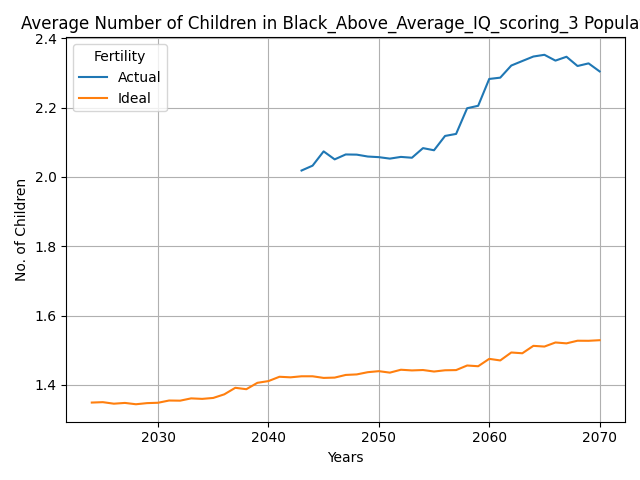 Average Number of Children in Black_Above_Average_IQ_scoring_3 Popula
Fertility
Actual
Ideal
2.4
2.2
2.0
1.8
1.6
1.4
No. of Children
2030 2040 2050 2060 2070
Years